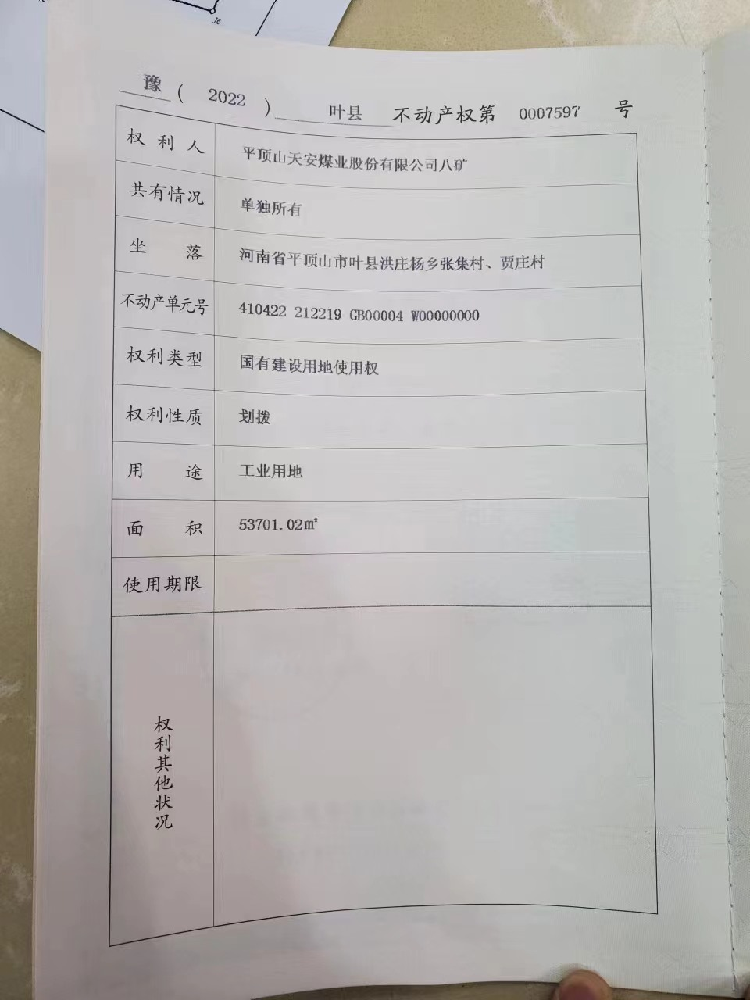 J6
豫 ( 2022 ) 叶县 不动产权第 0007597 号
权利人 平顶山天安煤业股份有限公司八矿
共有情况 单独所有
坐落 河南省平顶山市叶县洪庄杨乡张集村、贾庄村
不动产单元号 410422 212219 GB00004 W00000000
权利类型 国有建设用地使用权
权利性质 划拨
用途 工业用地
面积 53701.02㎡
使用期限
权利其他状况